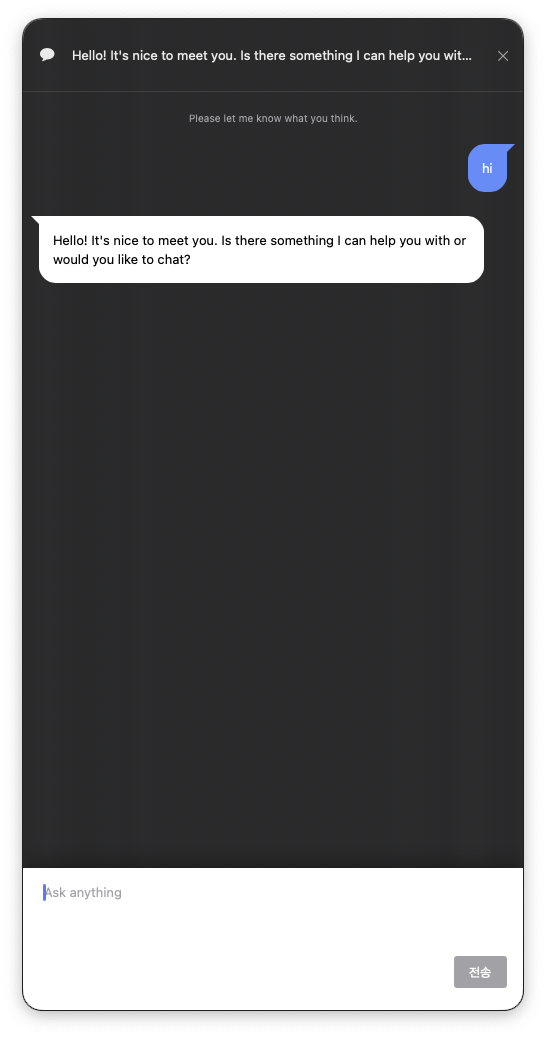 Hello! It's nice to meet you. Is there something I can help you wit...
Please let me know what you think.
hi
Hello! It's nice to meet you. Is there something I can help you with or
would you like to chat?
Ask anything
전송